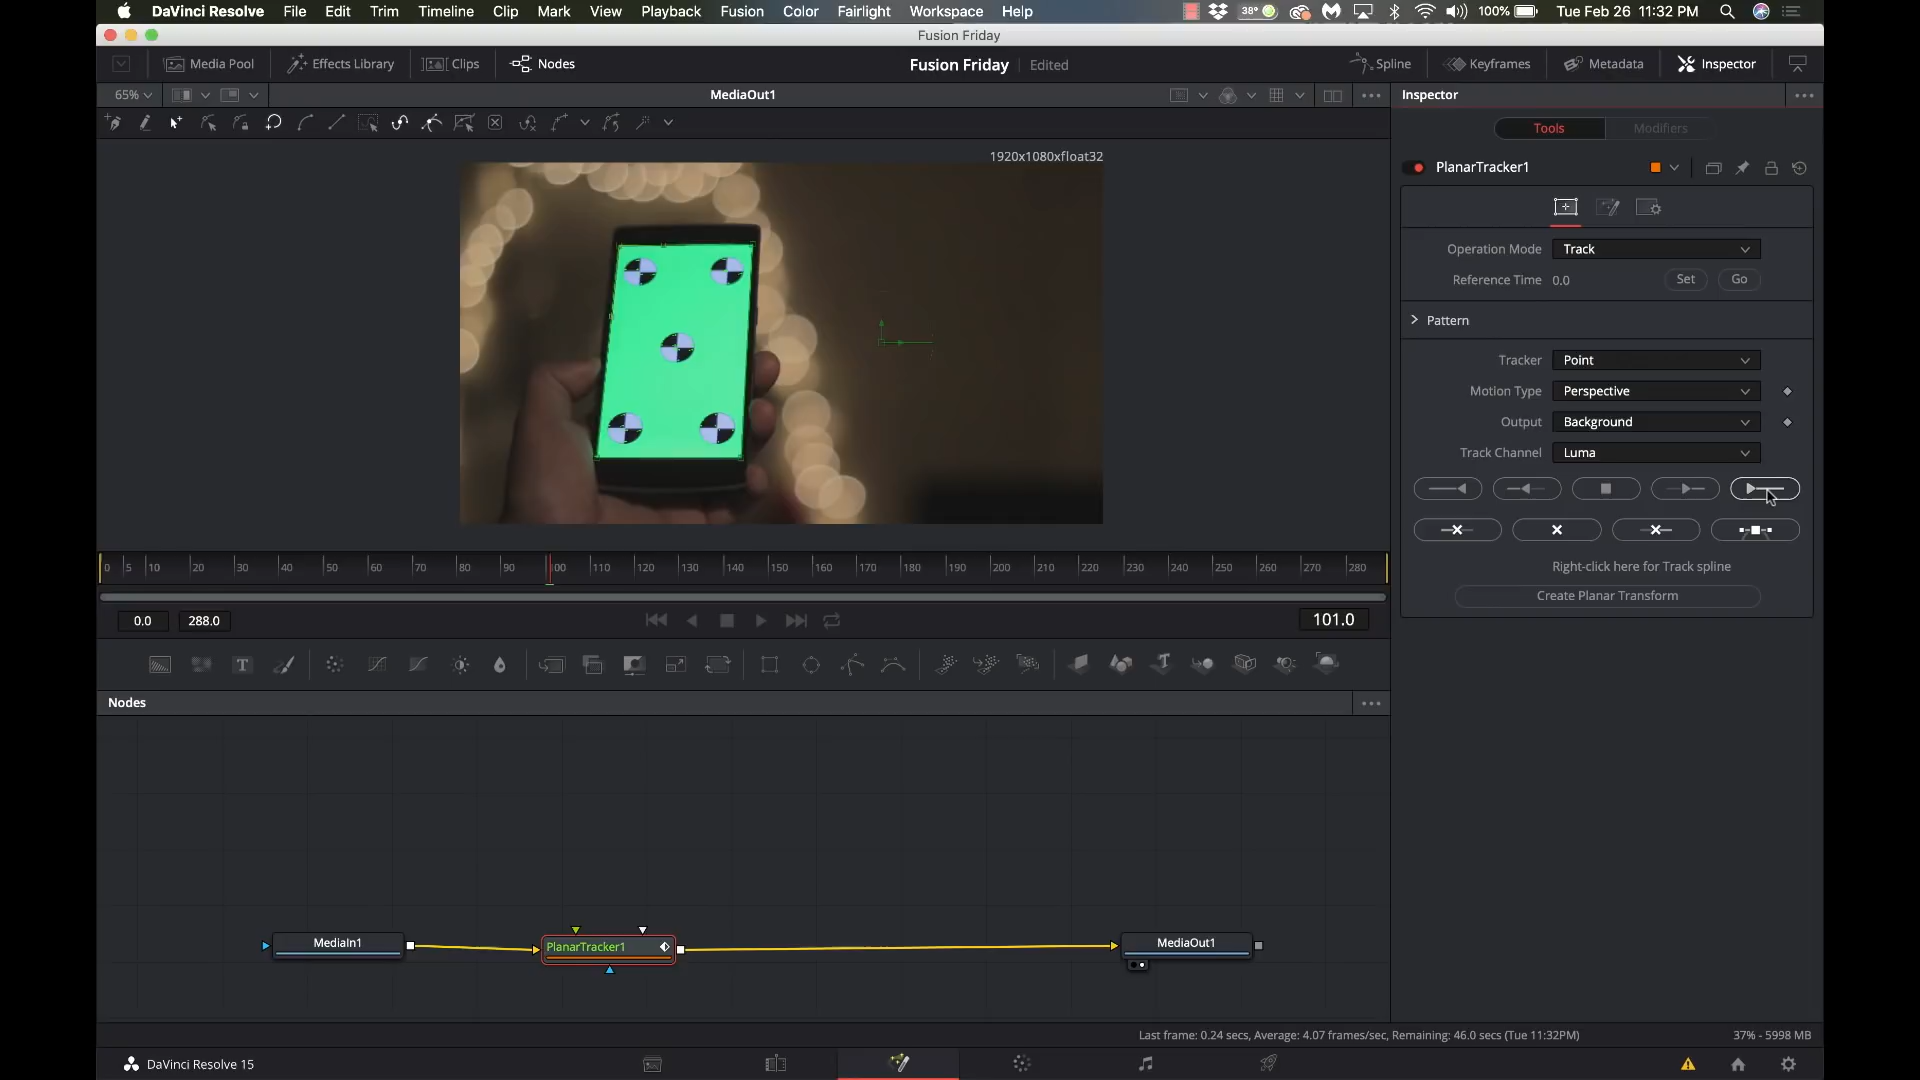 DaVinci Resolve File Edit Trim Timeline Clip Mark View Playback Fusion Color Fairlight Workspace Help 38° 100% Tue Feb 26 11:32 PM
Fusion Friday
Media Pool Effects Library Clips Nodes Fusion Friday Edited Spline Keyframes Metadata Inspector
65% MediaOut1 Inspector
Tools Modifiers
1920x1080xfloat32
PlanarTracker1
Operation Mode Track
Reference Time 0.0 Set Go
Pattern
Tracker Point
Motion Type Perspective
Output Background
Track Channel Luma
Right-click here for Track spline
Create Planar Transform
0 5 10 20 30 40 50 60 70 80 90 100 110 120 130 140 150 160 170 180 190 200 210 220 230 240 250 260 270 280
0.0 288.0 101.0
Nodes
MediaIn1 PlanarTracker1 MediaOut1
Last frame: 0.24 secs, Average: 4.07 frames/sec, Remaining: 46.0 secs (Tue 11:32PM) 37% - 5998 MB
DaVinci Resolve 15